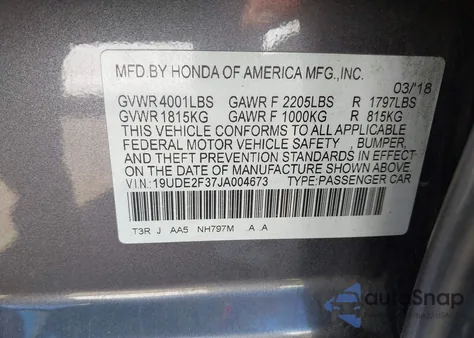 MFD.BY HONDA OF AMERICA MFG.,INC.
03/'18
GVWR 4001LBS GAWR F 2205LBS R 1797LBS
GVWR 1815KG GAWR F 1000KG R 815KG
THIS VEHICLE CONFORMS TO ALL APPLICABLE
FEDERAL MOTOR VEHICLE SAFETY , BUMPER,
AND THEFT PREVENTION STANDARDS IN EFFECT
ON THE DATE OF MANUFACTURE SHOWN ABOVE.
V.I.N.:19UDE2F37JA004673 TYPE:PASSENGER CAR
T3R J AA5 NH797M .A .A
autoSnap